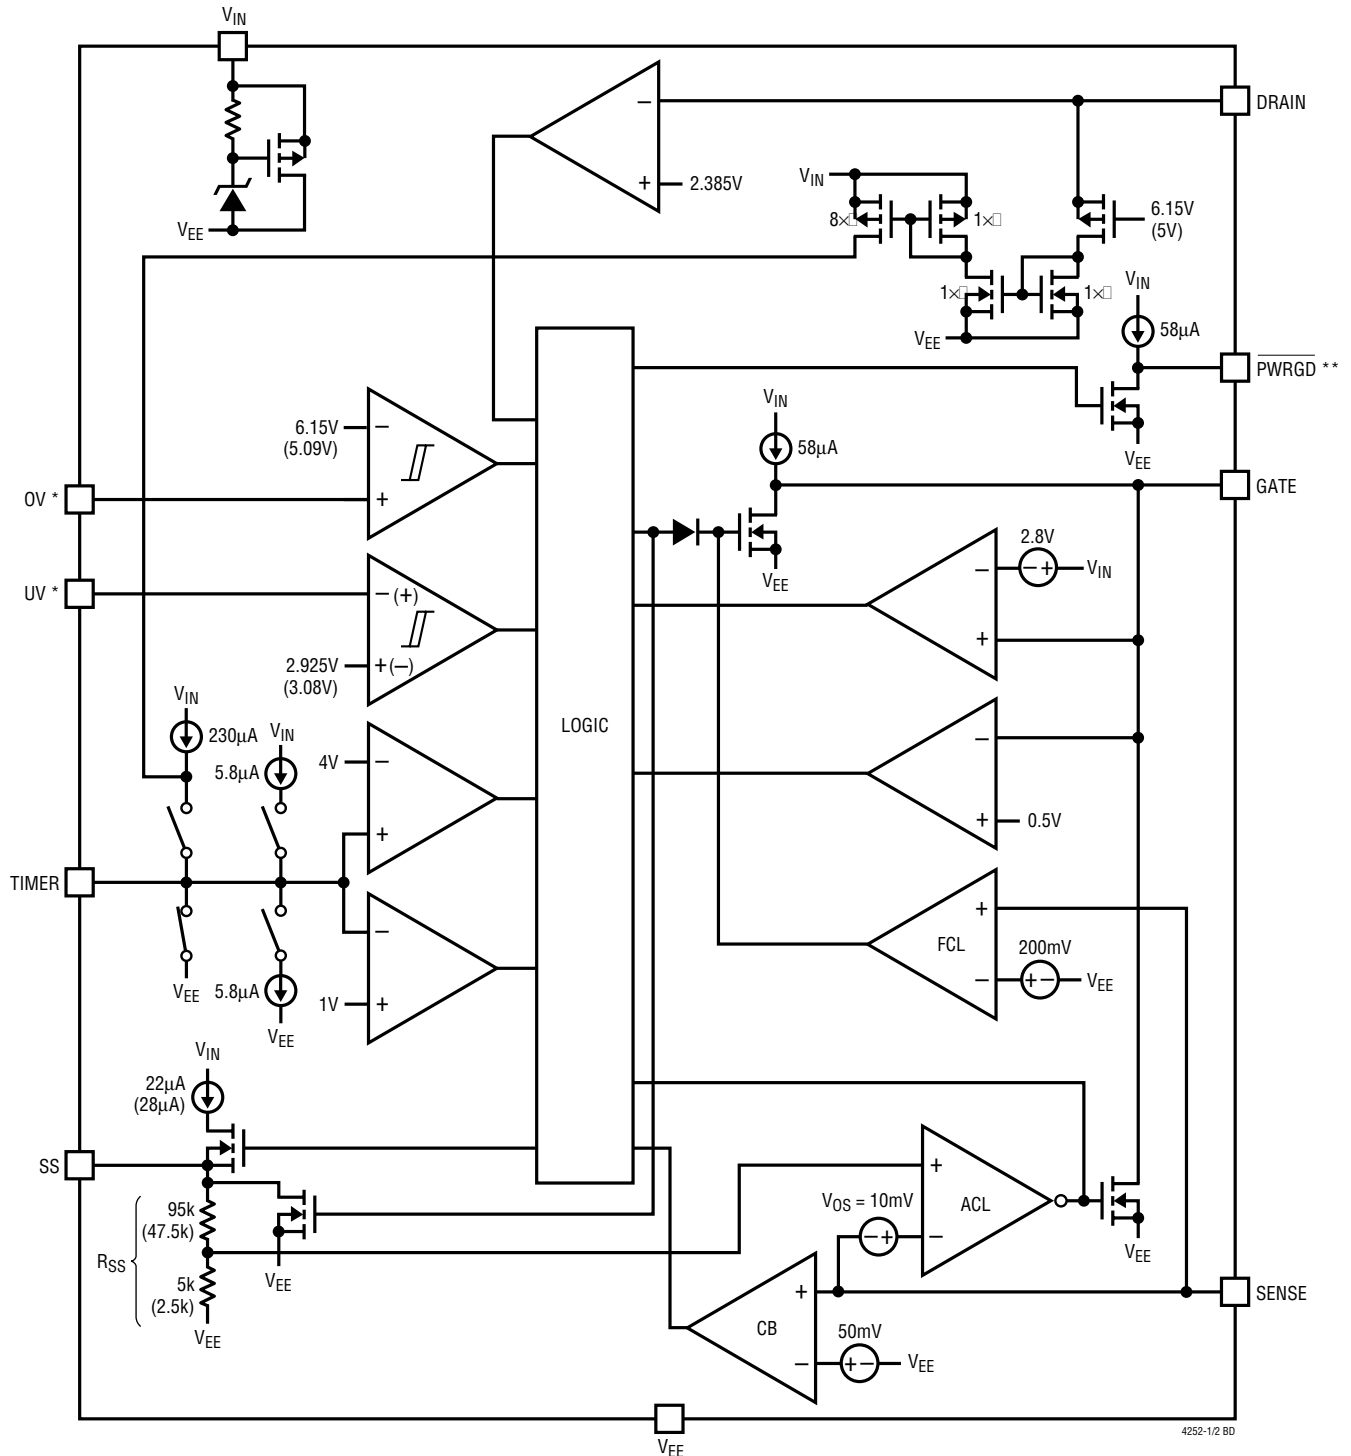 VIN
DRAIN
−
+
2.385V
VIN
8×□
1×□
6.15V
(5V)
VEE
1×□
1×□
VEE
VIN
58µA
PWRGD **
VEE
VIN
58µA
GATE
VEE
6.15V
(5.09V)
−
+
OV *
UV *
− (+)
+ (−)
2.925V
(3.08V)
LOGIC
2.8V
− +
VIN
−
+
−
+
0.5V
VIN
230µA
VIN
5.8µA
4V
−
+
TIMER
−
+
1V
VEE
5.8µA
VEE
FCL
+
−
200mV
+ −
VEE
VIN
22µA
(28µA)
SS
95k
(47.5k)
RSS
5k
(2.5k)
VEE
VEE
VOS = 10mV
− +
+
−
ACL
VEE
SENSE
CB
+
−
50mV
+ −
VEE
VEE
4252-1/2 BD